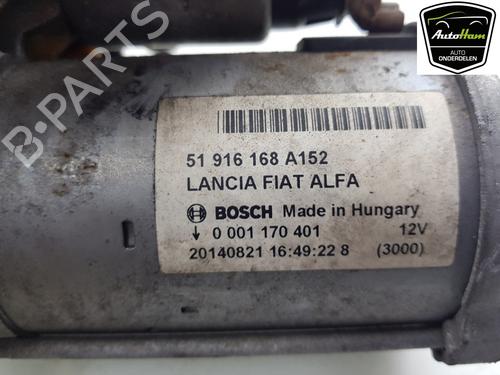 AutoHam
AUTO
ONDERDELEN
B-PARTS
51 916 168 A152
LANCIA FIAT ALFA
BOSCH Made in Hungary
0 001 170 401 12V
20140821 16:49:22 8 (3000)